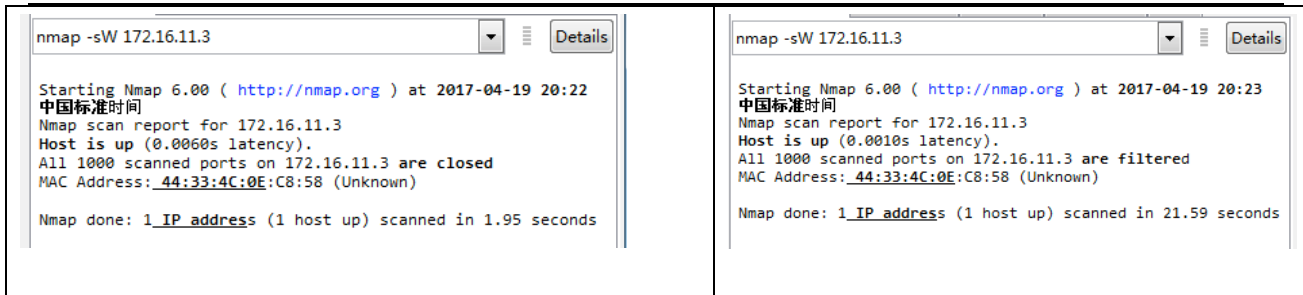 nmap -sW 172.16.11.3
Details
Starting Nmap 6.00 ( http://nmap.org ) at 2017-04-19 20:22
中国标准时间
Nmap scan report for 172.16.11.3
Host is up (0.0060s latency).
All 1000 scanned ports on 172.16.11.3 are closed
MAC Address: 44:33:4C:0E:C8:58 (Unknown)
Nmap done: 1 IP address (1 host up) scanned in 1.95 seconds
nmap -sW 172.16.11.3
Details
Starting Nmap 6.00 ( http://nmap.org ) at 2017-04-19 20:23
中国标准时间
Nmap scan report for 172.16.11.3
Host is up (0.0010s latency).
All 1000 scanned ports on 172.16.11.3 are filtered
MAC Address: 44:33:4C:0E:C8:58 (Unknown)
Nmap done: 1 IP address (1 host up) scanned in 21.59 seconds